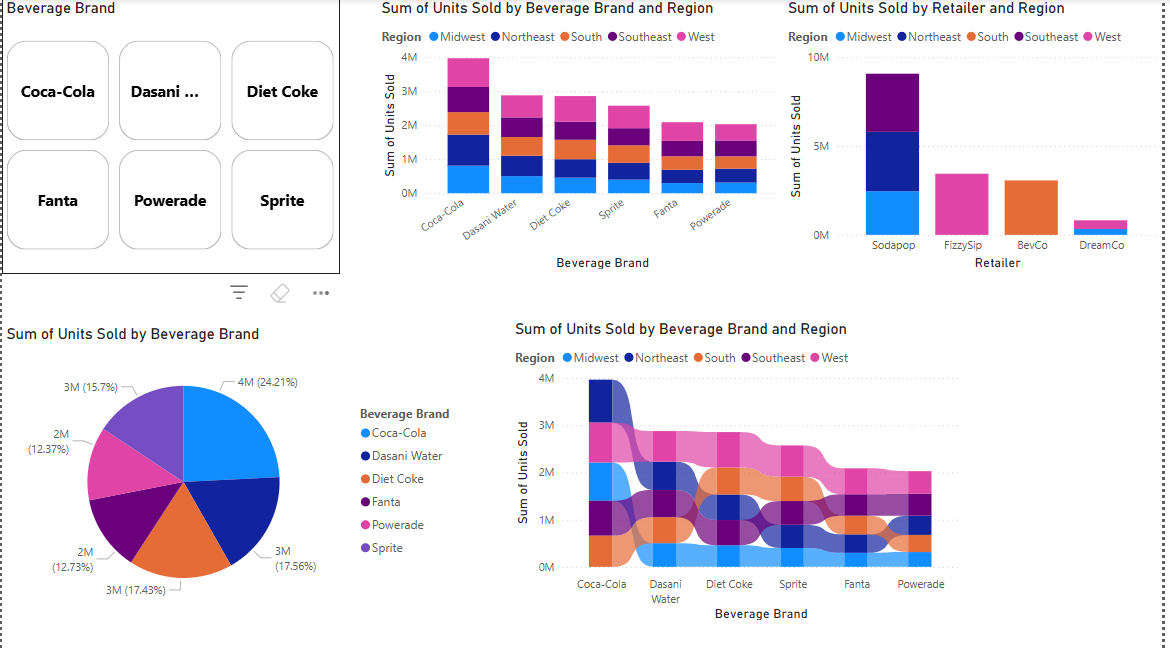 Beverage Brand
Coca-Cola
Dasani ...
Diet Coke
Fanta
Powerade
Sprite
Sum of Units Sold by Beverage Brand and Region
Region Midwest Northeast South Southeast West
4M
3M
2M
1M
0M
Sum of Units Sold
Coca-Cola
Dasani Water
Diet Coke
Sprite
Fanta
Powerade
Beverage Brand
Sum of Units Sold by Retailer and Region
Region Midwest Northeast South Southeast West
10M
5M
0M
Sum of Units Sold
Sodapop
FizzySip
BevCo
DreamCo
Retailer
Sum of Units Sold by Beverage Brand
4M (24.21%)
3M
(17.56%)
3M (17.43%)
2M
(12.73%)
2M
(12.37%)
3M (15.7%)
Beverage Brand
Coca-Cola
Dasani Water
Diet Coke
Fanta
Powerade
Sprite
Sum of Units Sold by Beverage Brand and Region
Region Midwest Northeast South Southeast West
4M
3M
2M
1M
0M
Sum of Units Sold
Coca-Cola
Dasani
Water
Diet Coke
Sprite
Fanta
Powerade
Beverage Brand